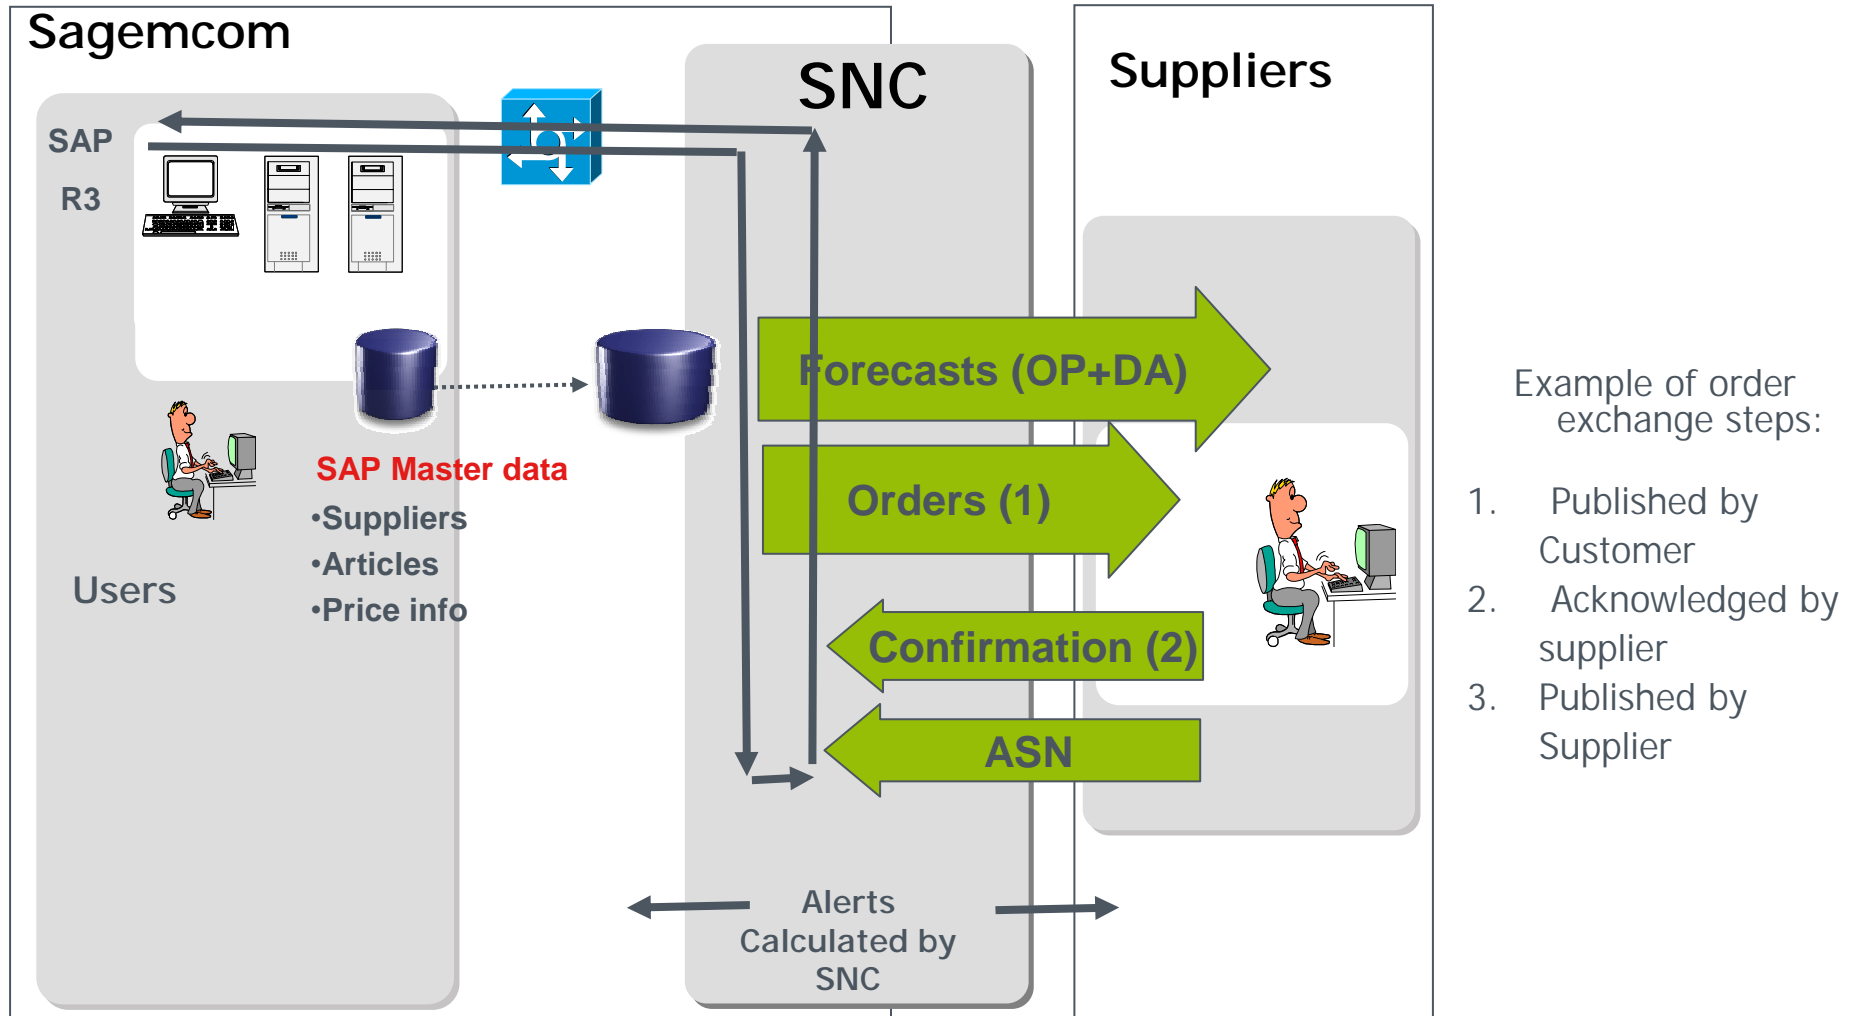 Sagemcom
SNC
Suppliers
SAP
R3
Forecasts (OP+DA)
Orders (1)
Confirmation (2)
ASN
SAP Master data
•Suppliers
•Articles
•Price info
Users
Alerts
Calculated by
SNC
Example of order
exchange steps:
1. Published by
Customer
2. Acknowledged by
supplier
3. Published by
Supplier